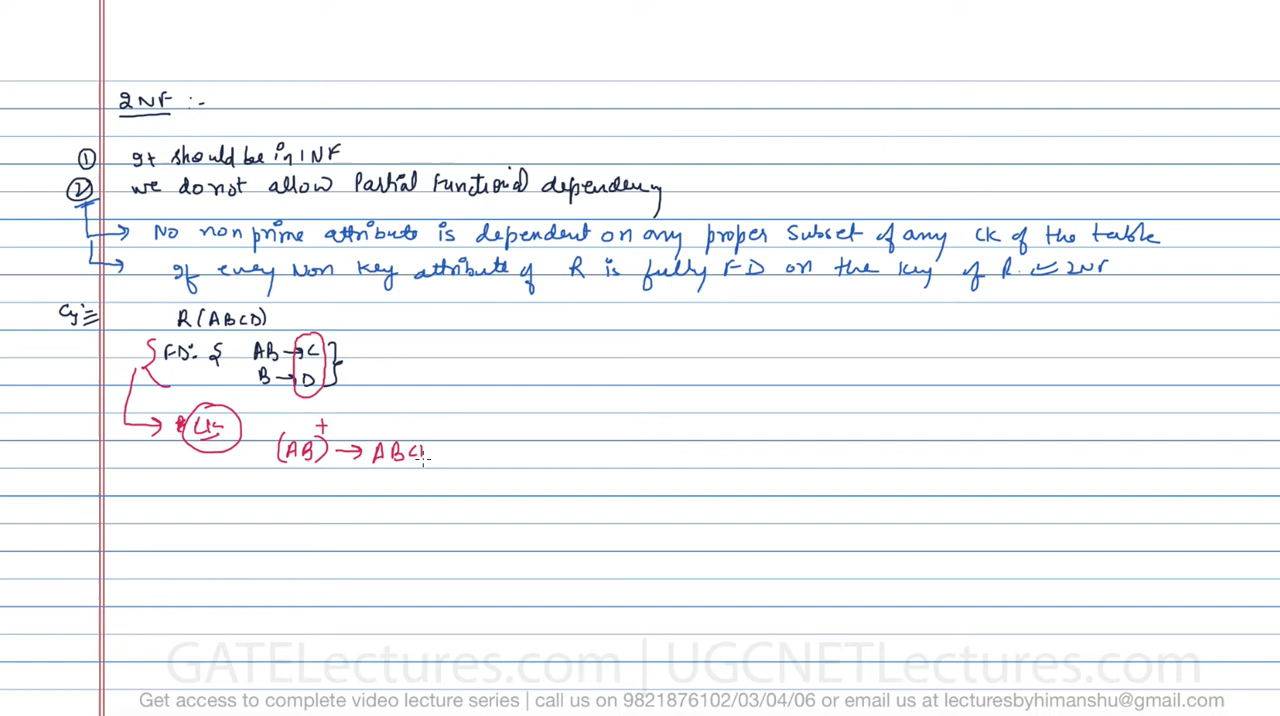 2NF :-
① It should be in 1NF
② We do not allow Partial Functional dependency
→ No non prime attribute is dependent on any proper subset of any CK of the table
→ If every Non key attribute of R is fully FD on the key of R. 2NF
Eg:- R(ABCD)
FD: { AB → C
B → D }
→ CK (AB)+ → ABC
GATELectures.com | UGCNETLectures.com
Get access to complete video lecture series | call us on 9821876102/03/04/06 or email us at lecturesbyhimanshu@gmail.com